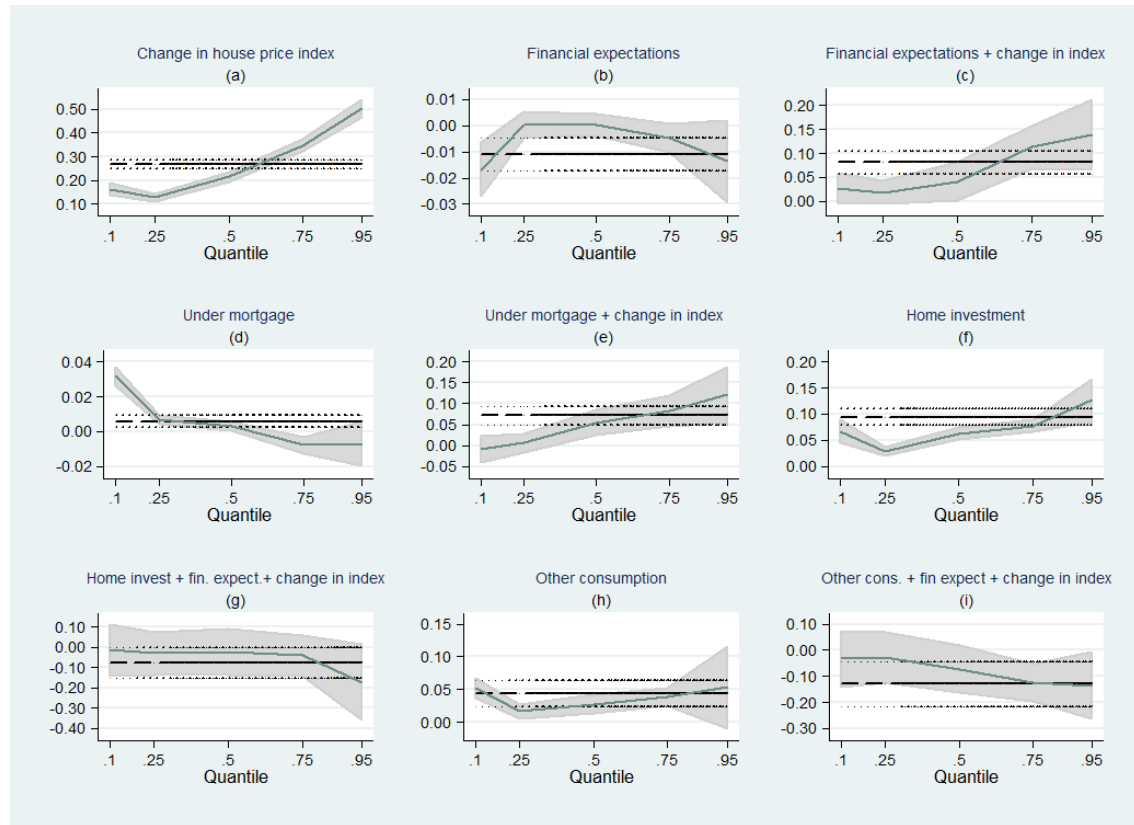 Change in house price index
(a)
0.50
0.40
0.30
0.20
0.10
.1 .25 .5 .75 .95
Quantile
Financial expectations
(b)
0.01
0.00
-0.01
-0.02
-0.03
.1 .25 .5 .75 .95
Quantile
Financial expectations + change in index
(c)
0.20
0.15
0.10
0.05
0.00
.1 .25 .5 .75 .95
Quantile
Under mortgage
(d)
0.04
0.02
0.00
-0.02
.1 .25 .5 .75 .95
Quantile
Under mortgage + change in index
(e)
0.20
0.15
0.10
0.05
0.00
-0.05
.1 .25 .5 .75 .95
Quantile
Home investment
(f)
0.20
0.15
0.10
0.05
0.00
.1 .25 .5 .75 .95
Quantile
Home invest + fin. expect.+ change in index
(g)
0.10
0.00
-0.10
-0.20
-0.30
-0.40
.1 .25 .5 .75 .95
Quantile
Other consumption
(h)
0.15
0.10
0.05
0.00
.1 .25 .5 .75 .95
Quantile
Other cons. + fin expect + change in index
(i)
0.10
0.00
-0.10
-0.20
-0.30
.1 .25 .5 .75 .95
Quantile